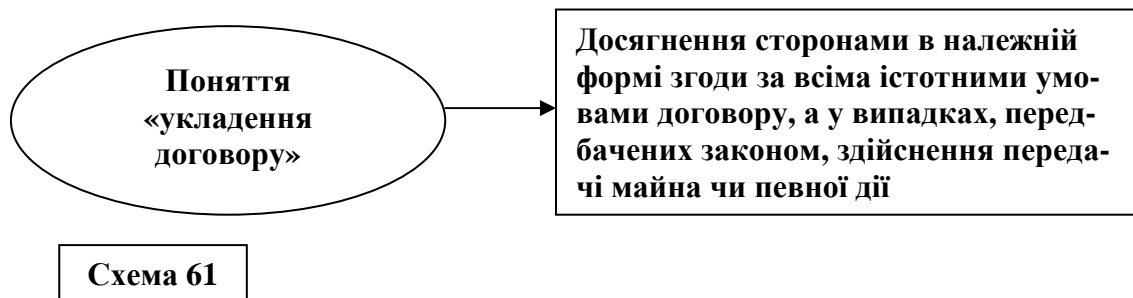 Поняття
«укладення
договору»
Досягнення сторонами в належній
формі згоди за всіма істотними умо-
вами договору, а у випадках, перед-
бачених законом, здійснення переда-
чі майна чи певної дії
Схема 61